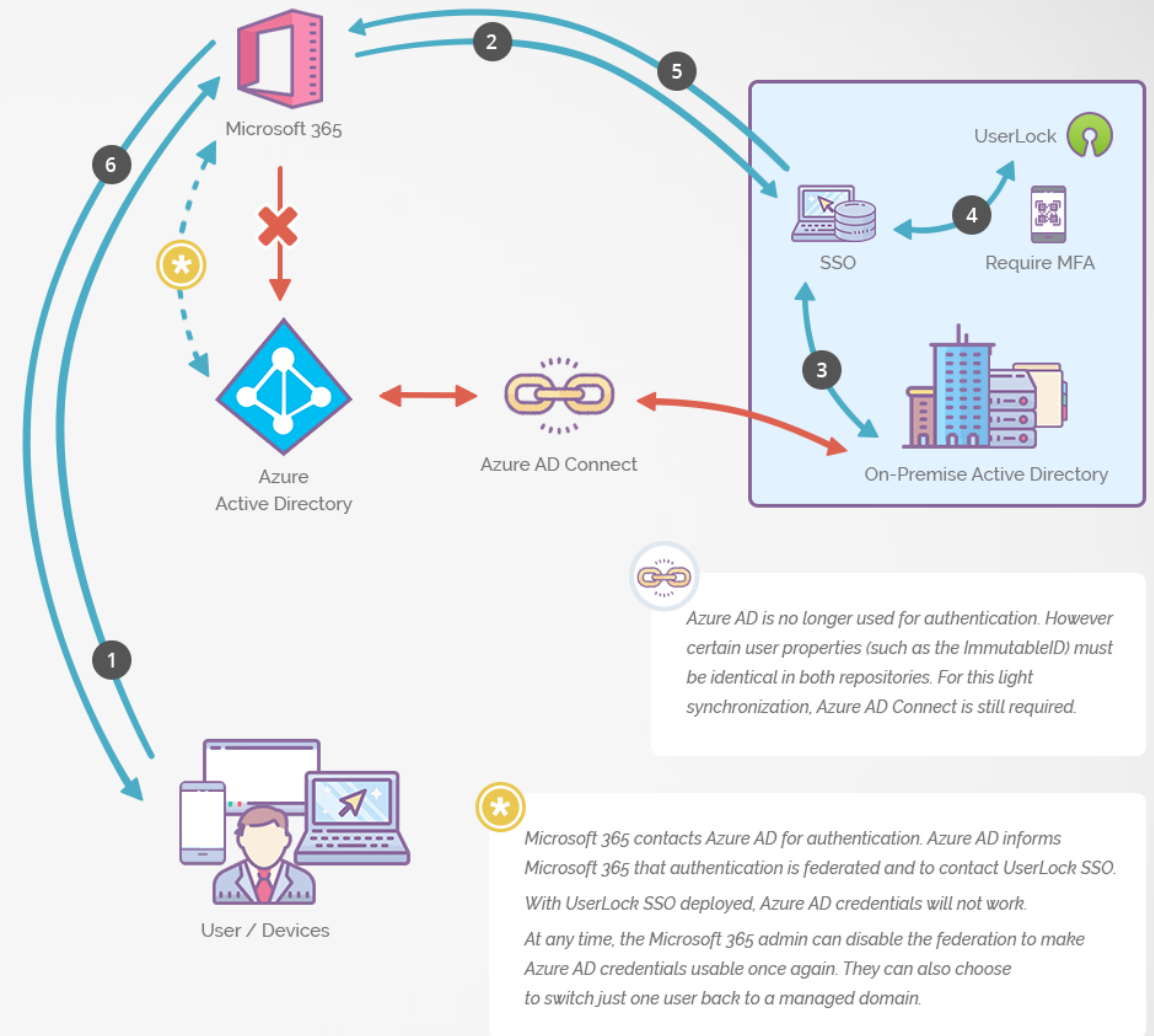 2
5
Microsoft 365
6
UserLock
4
SSO
Require MFA
*
3
Azure AD Connect
On-Premise Active Directory
Azure
Active Directory
Azure AD is no longer used for authentication. However
certain user properties (such as the ImmutableID) must
be identical in both repositories. For this light
synchronization, Azure AD Connect is still required.
1
*
Microsoft 365 contacts Azure AD for authentication. Azure AD informs
Microsoft 365 that authentication is federated and to contact UserLock SSO.
With UserLock SSO deployed, Azure AD credentials will not work.
At any time, the Microsoft 365 admin can disable the federation to make
Azure AD credentials usable once again. They can also choose
to switch just one user back to a managed domain.
User / Devices